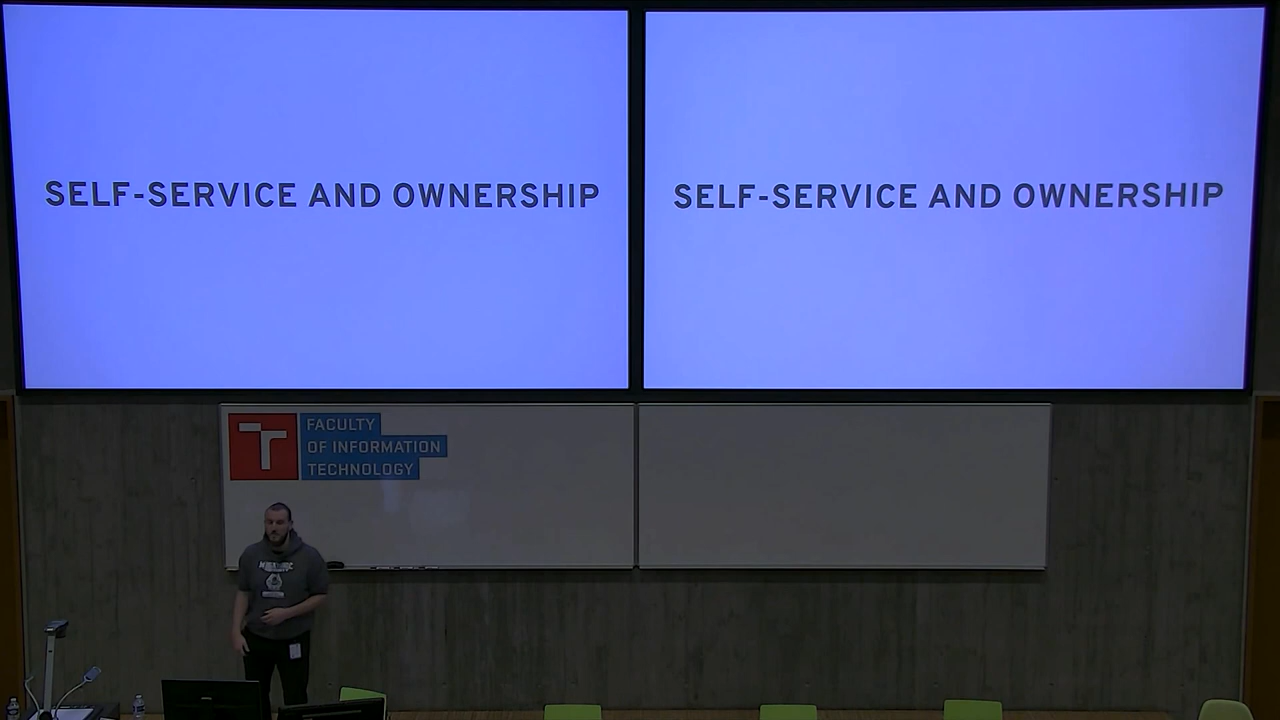 SELF-SERVICE AND OWNERSHIP
SELF-SERVICE AND OWNERSHIP
T
FACULTY
OF INFORMATION
TECHNOLOGY